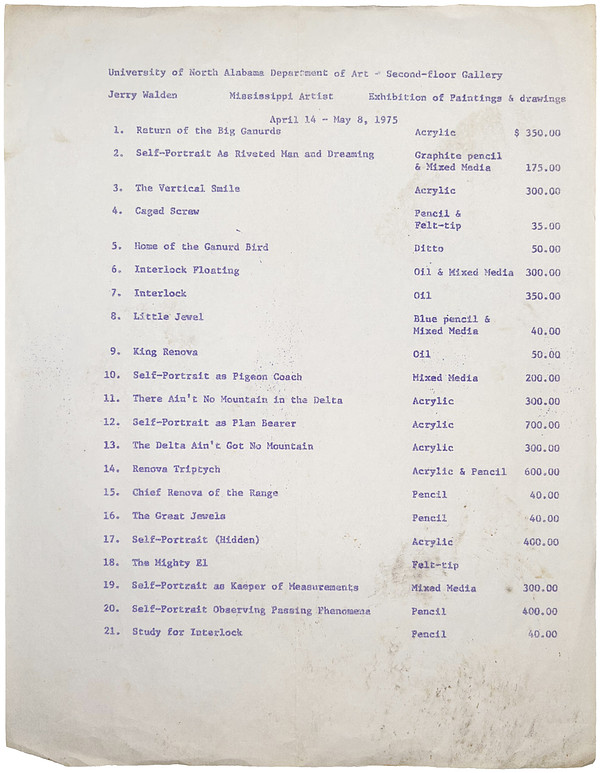 University of North Alabama Department of Art - Second-floor Gallery
Jerry Walden Mississippi Artist Exhibition of Paintings & drawings
April 14 - May 8, 1975
1. Return of the Big Ganurds Acrylic $ 350.00
2. Self-Portrait As Riveted Man and Dreaming Graphite pencil
& Mixed Media 175.00
3. The Vertical Smile Acrylic 300.00
4. Caged Screw Pencil &
Felt-tip 35.00
5. Home of the Ganurd Bird Ditto 50.00
6. Interlock Floating Oil & Mixed Media 300.00
7. Interlock Oil 350.00
8. Little Jewel Blue pencil &
Mixed Media 40.00
9. King Renova Oil 50.00
10. Self-Portrait as Pigeon Coach Mixed Media 200.00
11. There Ain't No Mountain in the Delta Acrylic 300.00
12. Self-Portrait as Plan Bearer Acrylic 700.00
13. The Delta Ain't Got No Mountain Acrylic 300.00
14. Renova Triptych Acrylic & Pencil 600.00
15. Chief Renova of the Range Pencil 40.00
16. The Great Jewels Pencil 40.00
17. Self-Portrait (Hidden) Acrylic 400.00
18. The Mighty El Felt-tip
19. Self-Portrait as Keeper of Measurements Mixed Media 300.00
20. Self-Portrait Observing Passing Phenomena Pencil 400.00
21. Study for Interlock Pencil 40.00